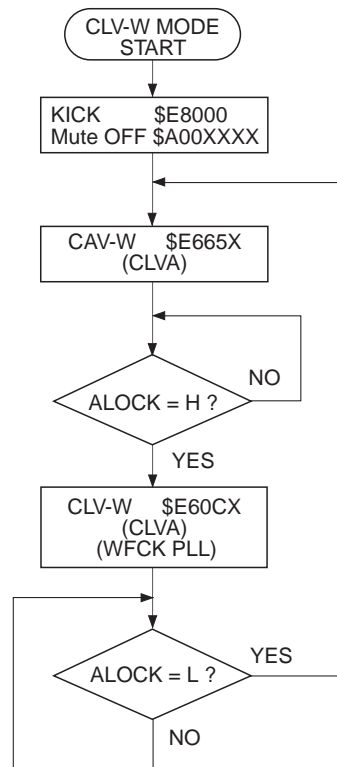 CLV-W MODE
START
KICK $E8000
Mute OFF $A00XXXX
CAV-W $E665X
(CLVA)
NO
ALOCK = H ?
YES
CLV-W $E60CX
(CLVA)
(WFCK PLL)
YES
ALOCK = L ?
NO